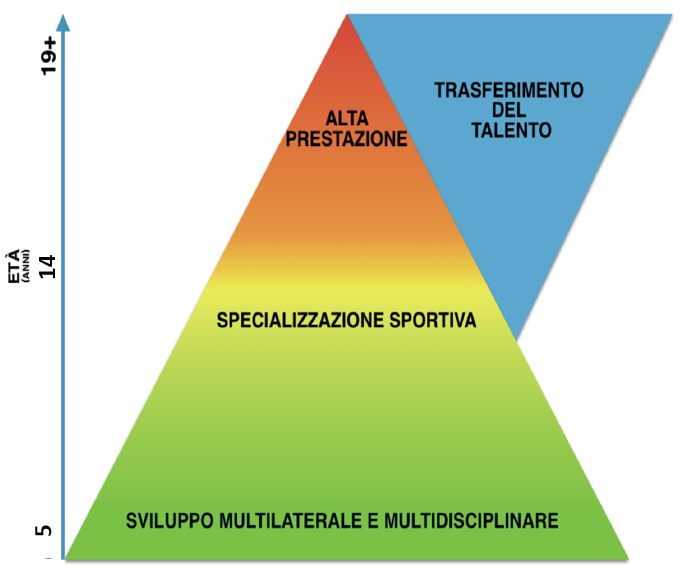 19+
TRASFERIMENTO
DEL
TALENTO
ALTA
PRESTAZIONE
ETÀ
(ANNI)
14
SPECIALIZZAZIONE SPORTIVA
SVILUPPO MULTILATERALE E MULTIDISCIPLINARE
5